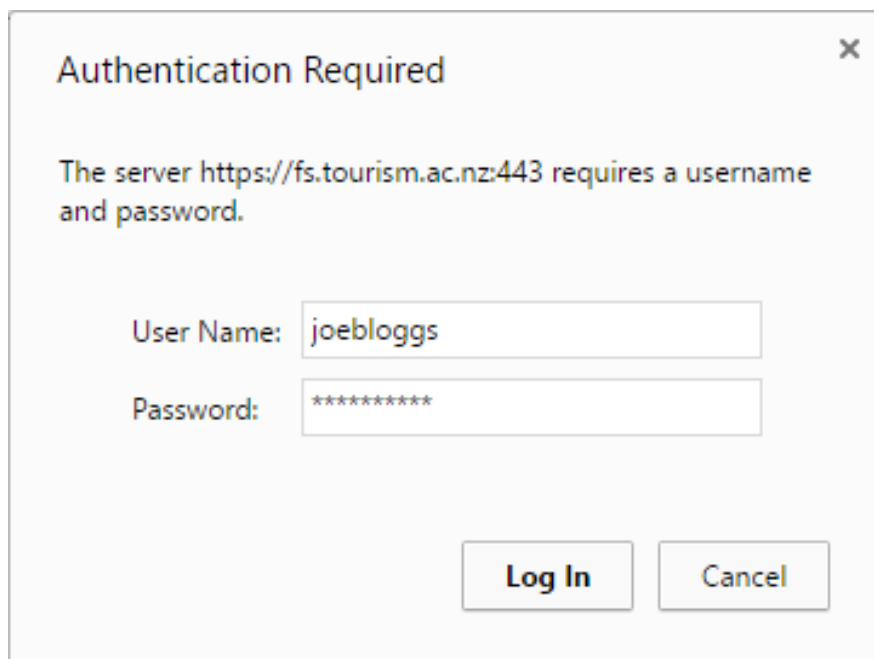 Authentication Required
The server https://fs.tourism.ac.nz:443 requires a username
and password.
User Name: joebloggs
Password: **********
Log In Cancel